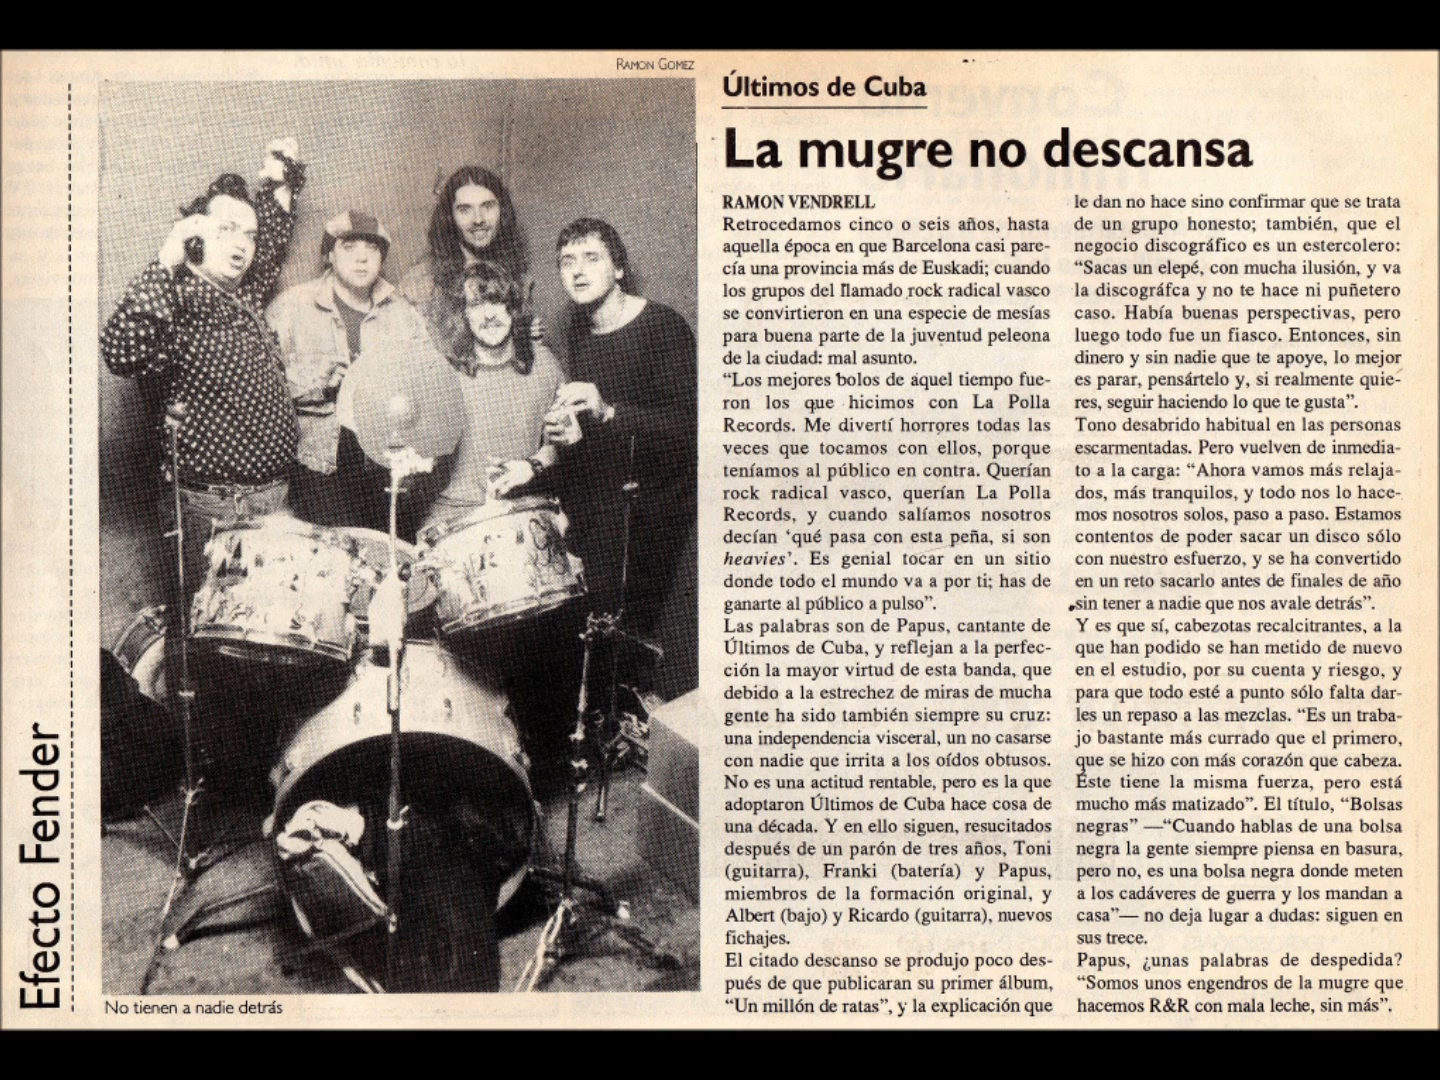 RAMON GOMEZ
Efecto Fender
No tienen a nadie detrás
Últimos de Cuba
La mugre no descansa
RAMON VENDRELL
Retrocedamos cinco o seis años, hasta
aquella época en que Barcelona casi pare-
cía una provincia más de Euskadi; cuando
los grupos del llamado rock radical vasco
se convirtieron en una especie de mesías
para buena parte de la juventud peleona
de la ciudad: mal asunto.
“Los mejores bolos de aquel tiempo fue-
ron los que hicimos con La Polla
Records. Me divertí horrores todas las
veces que tocamos con ellos, porque
teníamos al público en contra. Querían
rock radical vasco, querían La Polla
Records, y cuando salíamos nosotros
decían ‘qué pasa con esta peña, si son
heavies’. Es genial tocar en un sitio
donde todo el mundo va a por ti; has de
ganarte al público a pulso”.
Las palabras son de Papus, cantante de
Últimos de Cuba, y reflejan a la perfec-
ción la mayor virtud de esta banda, que
debido a la estrechez de miras de mucha
gente ha sido también siempre su cruz:
una independencia visceral, un no casarse
con nadie que irrita a los oídos obtusos.
No es una actitud rentable, pero es la que
adoptaron Últimos de Cuba hace cosa de
una década. Y en ello siguen, resucitados
después de un parón de tres años, Toni
(guitarra), Franki (batería) y Papus,
miembros de la formación original, y
Albert (bajo) y Ricardo (guitarra), nuevos
fichajes.
El citado descanso se produjo poco des-
pués de que publicaran su primer álbum,
“Un millón de ratas”, y la explicación que
le dan no hace sino confirmar que se trata
de un grupo honesto; también, que el
negocio discográfico es un estercolero:
“Sacas un elepé, con mucha ilusión, y va
la discográfca y no te hace ni puñetero
caso. Había buenas perspectivas, pero
luego todo fue un fiasco. Entonces, sin
dinero y sin nadie que te apoye, lo mejor
es parar, pensártelo y, si realmente quie-
res, seguir haciendo lo que te gusta”.
Tono desabrido habitual en las personas
escarmentadas. Pero vuelven de inmedia-
to a la carga: “Ahora vamos más relaja-
dos, más tranquilos, y todo nos lo hace-
mos nosotros solos, paso a paso. Estamos
contentos de poder sacar un disco sólo
con nuestro esfuerzo, y se ha convertido
en un reto sacarlo antes de finales de año
sin tener a nadie que nos avale detrás”.
Y es que sí, cabezotas recalcitrantes, a la
que han podido se han metido de nuevo
en el estudio, por su cuenta y riesgo, y
para que todo esté a punto sólo falta dar-
les un repaso a las mezclas. “Es un traba-
jo bastante más currado que el primero,
que se hizo con más corazón que cabeza.
Éste tiene la misma fuerza, pero está
mucho más matizado”. El título, “Bolsas
negras” —“Cuando hablas de una bolsa
negra la gente siempre piensa en basura,
pero no, es una bolsa negra donde meten
a los cadáveres de guerra y los mandan a
casa”— no deja lugar a dudas: siguen en
sus trece.
Papus, ¿unas palabras de despedida?
“Somos unos engendros de la mugre que
hacemos R&R con mala leche, sin más”.